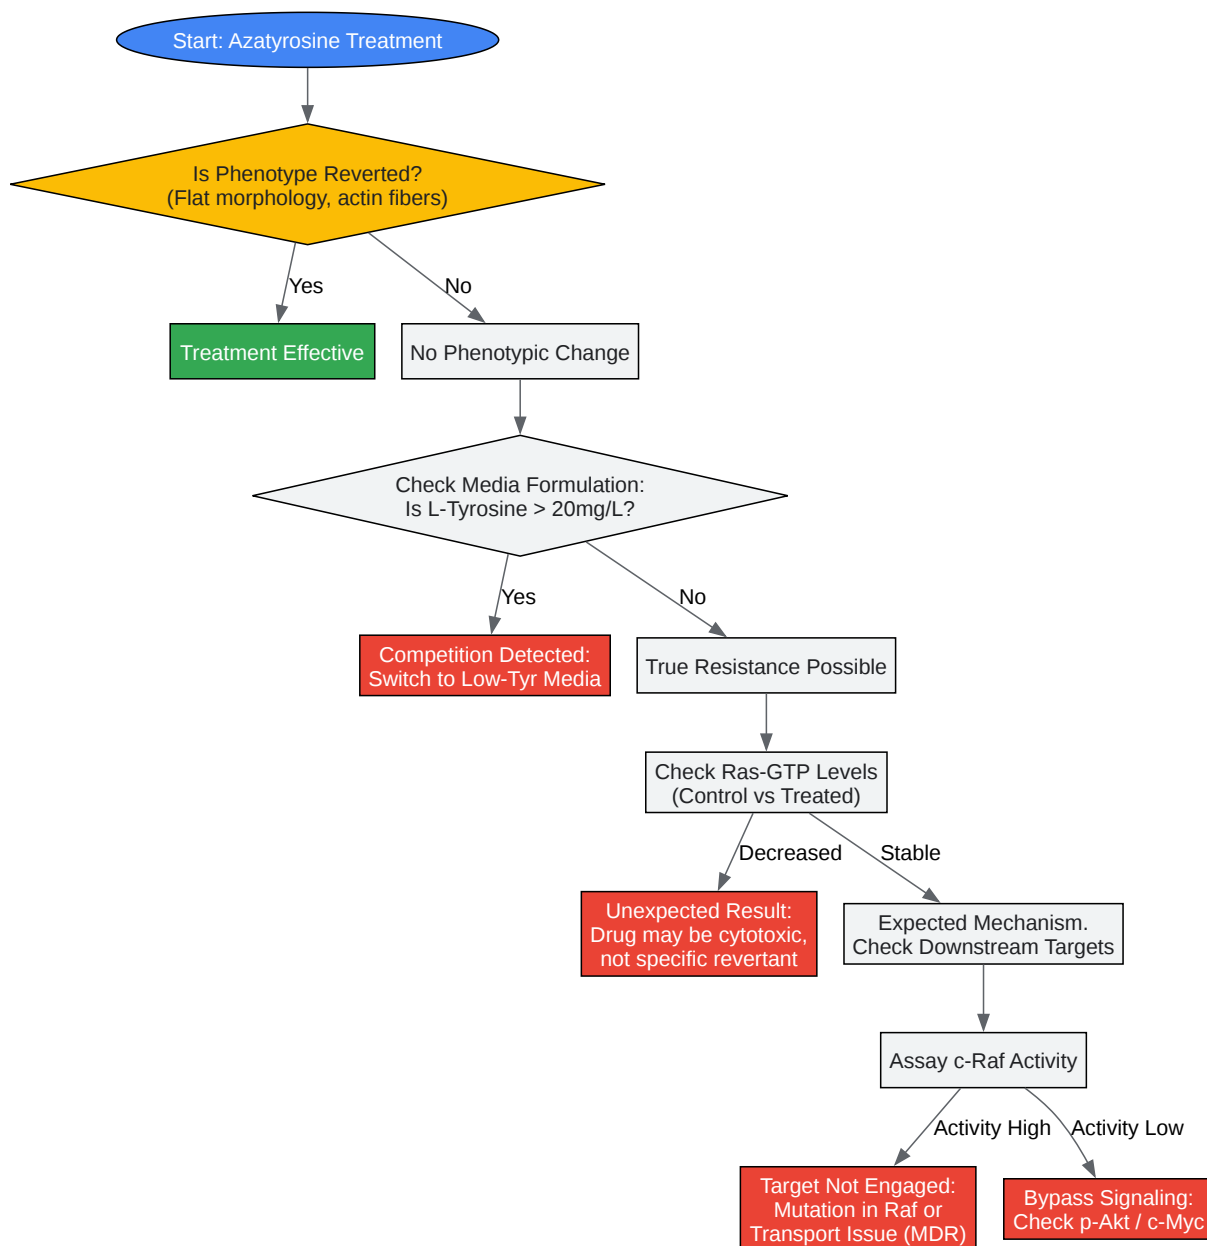 Start: Azatyrosine Treatment
Is Phenotype Reverted?
(Flat morphology, actin fibers)
Yes
No
Treatment Effective
No Phenotypic Change
Check Media Formulation:
Is L-Tyrosine > 20mg/L?
Yes
No
Competition Detected:
Switch to Low-Tyr Media
True Resistance Possible
Check Ras-GTP Levels
(Control vs Treated)
Decreased
Stable
Unexpected Result:
Drug may be cytotoxic,
not specific revertant
Expected Mechanism.
Check Downstream Targets
Assay c-Raf Activity
Activity High
Activity Low
Target Not Engaged:
Mutation in Raf or
Transport Issue (MDR)
Bypass Signaling:
Check p-Akt / c-Myc